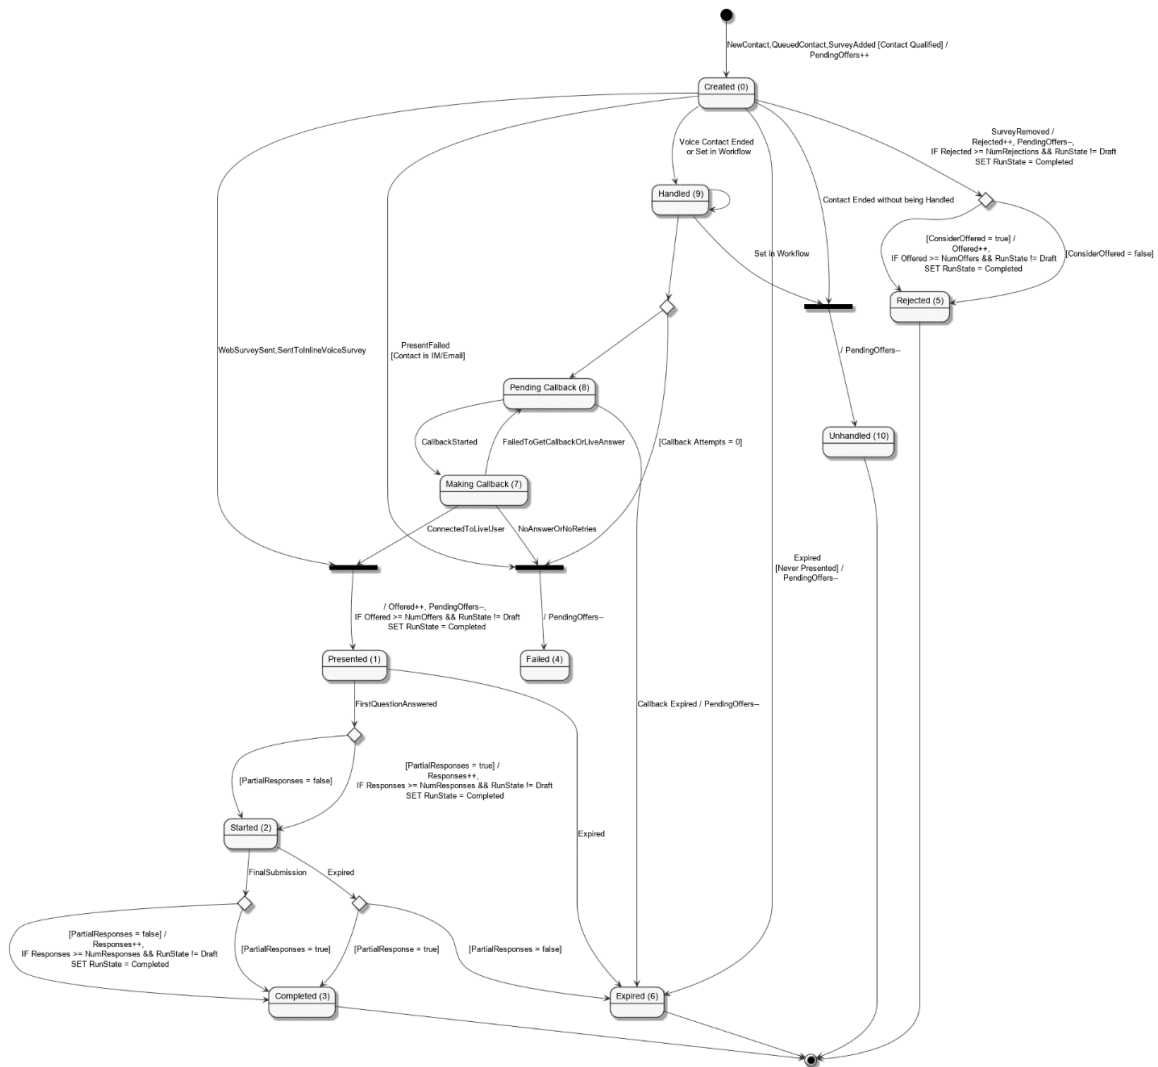 NewContact,QueuedContact,SurveyAdded [Contact Qualified] /
PendingOffers++
Created (0)
SurveyRemoved /
Rejected++, PendingOffers--,
IF Rejected >= NumRejections && RunState != Draft
SET RunState = Completed
Voice Contact Ended
or Set in Workflow
Handled (9)
Contact Ended without being Handled
[ConsiderOffered = true] /
Offered++,
IF Offered >= NumOffers && RunState != Draft
SET RunState = Completed
[ConsiderOffered = false]
Set in Workflow
Rejected (5)
WebSurveySent,SentToInlineVoiceSurvey
PresentFailed
[Contact is IM/Email]
/ PendingOffers--
Pending Callback (8)
Unhandled (10)
CallbackStarted
FailedToGetCallbackOrLiveAnswer
[Callback Attempts = 0]
Making Callback (7)
ConnectedToLiveUser
NoAnswerOrNoRetries
Expired
[Never Presented] /
PendingOffers--
/ Offered++, PendingOffers--,
IF Offered >= NumOffers && RunState != Draft
SET RunState = Completed
/ PendingOffers--
Presented (1)
Failed (4)
FirstQuestionAnswered
Callback Expired / PendingOffers--
[PartialResponses = false]
[PartialResponses = true] /
Responses++,
IF Responses >= NumResponses && RunState != Draft
SET RunState = Completed
Started (2)
Expired
FinalSubmission
Expired
[PartialResponses = false] /
Responses++,
IF Responses >= NumResponses && RunState != Draft
SET RunState = Completed
[PartialResponses = true]
[PartialResponse = true]
[PartialResponses = false]
Completed (3)
Expired (6)